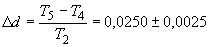 Δd = (T₅ − T₄) / T₂ = 0,0250 ± 0,0025